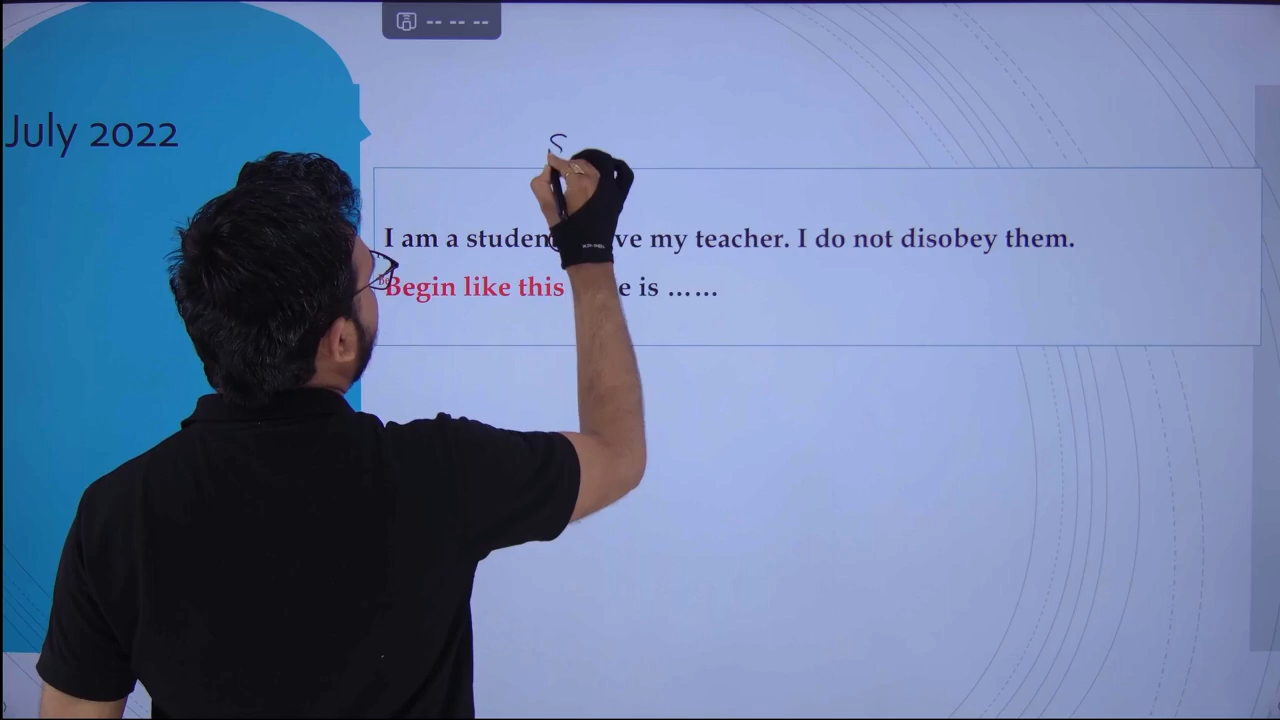 July 2022
S
I am a studen ve my teacher. I do not disobey them.
Begin like this e is ……